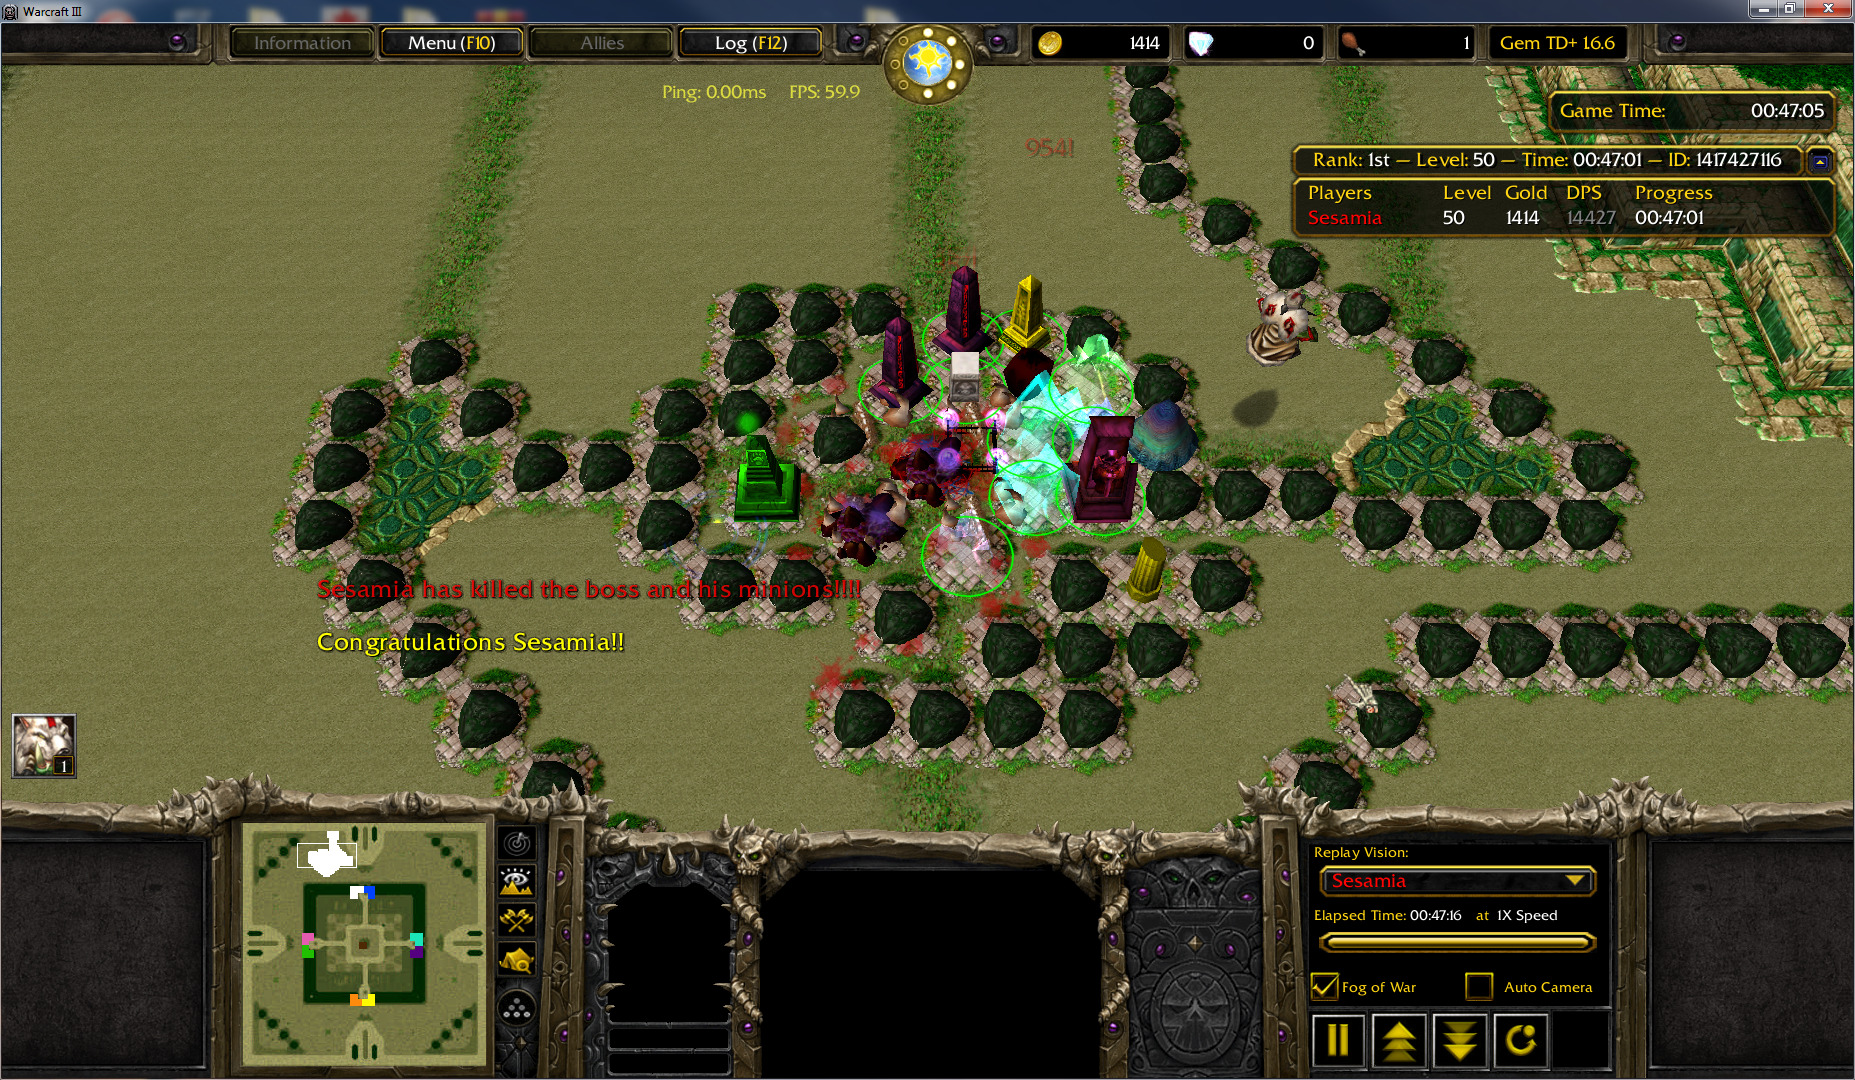 Warcraft III
Information
Menu (F10)
Allies
Log (F12)
1414
0
1
Gem TD+ 1.6.6
Ping: 0.00ms FPS: 59.9
Game Time: 00:47:05
954!
Rank: 1st – Level: 50 – Time: 00:47:01 – ID: 1417427116
Players Level Gold DPS Progress
Sesamia 50 1414 14427 00:47:01
Sesamia has killed the boss and his minions!!!!
Congratulations Sesamia!!
1
Replay Vision:
Sesamia
Elapsed Time: 00:47:16 at 1X Speed
Fog of War
Auto Camera